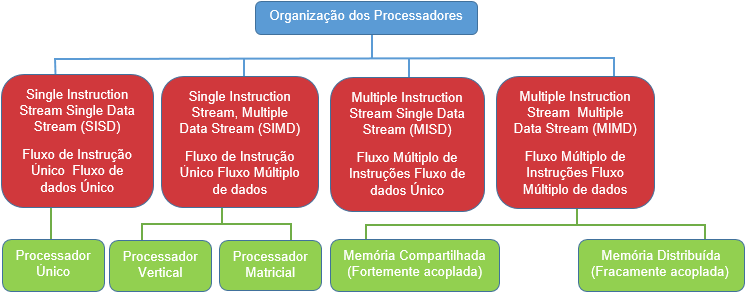 Organização dos Processadores
Single Instruction
Stream Single Data
Stream (SISD)
Fluxo de Instrução
Único Fluxo de
dados Único
Single Instruction
Stream, Multiple
Data Stream (SIMD)
Fluxo de Instrução
Único Fluxo Múltiplo
de dados
Multiple Instruction
Stream Single Data
Stream (MISD)
Fluxo Múltiplo de
Instruções Fluxo de
dados Único
Multiple Instruction
Stream Multiple
Data Stream (MIMD)
Fluxo Múltiplo de
Instruções Fluxo
Múltiplo de dados
Processador
Único
Processador
Vertical
Processador
Matricial
Memória Compartilhada
(Fortemente acoplada)
Memória Distribuída
(Fracamente acoplada)